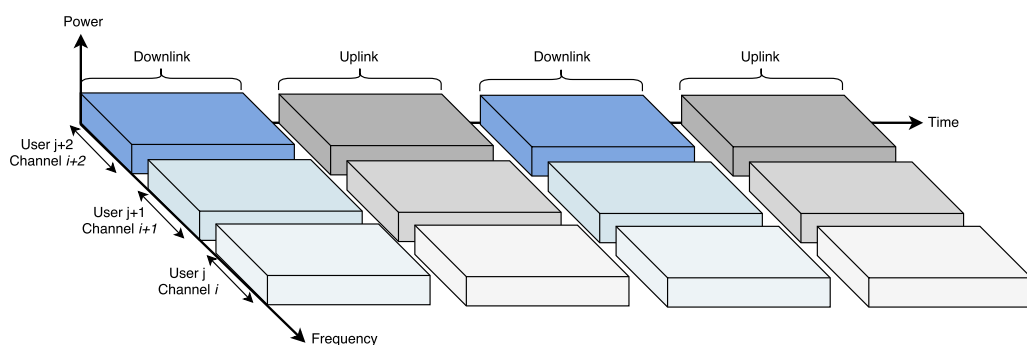 Power
Downlink
Uplink
Downlink
Uplink
Time
User j+2
Channel i+2
User j+1
Channel i+1
User j
Channel i
Frequency